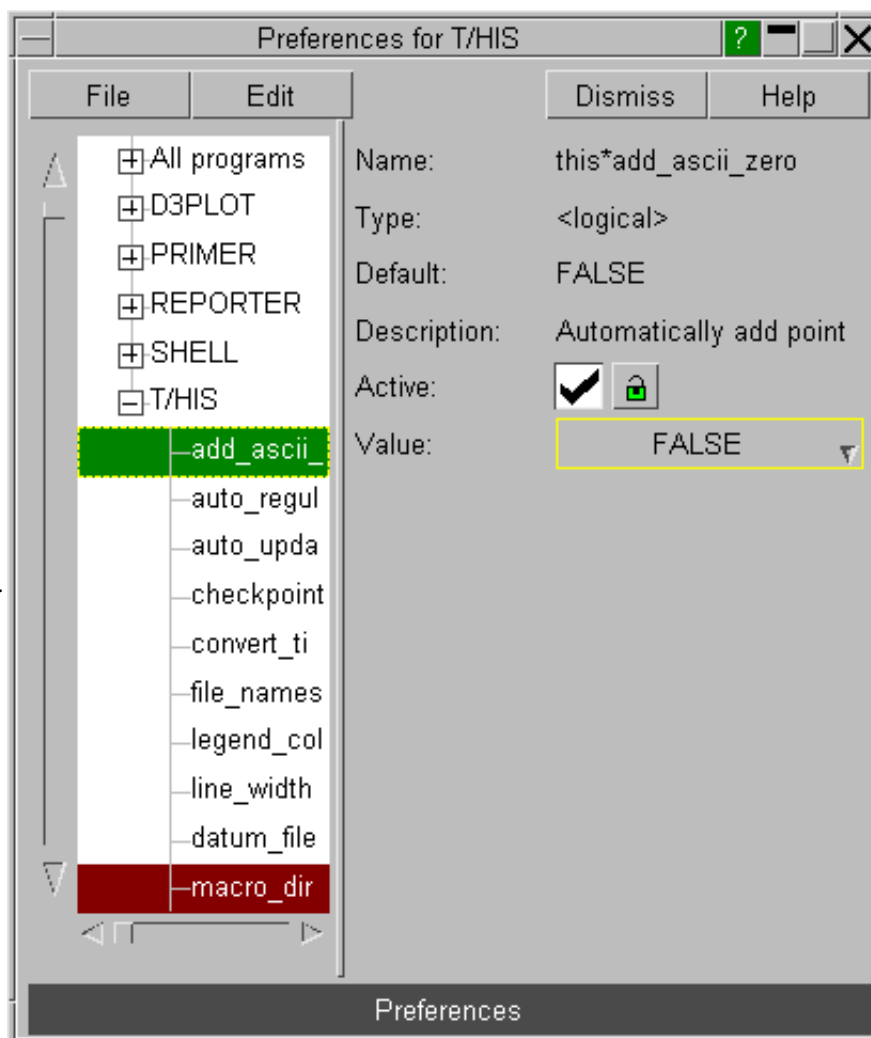 Preferences for T/HIS
?
File Edit Dismiss Help
All programs
D3PLOT
PRIMER
REPORTER
SHELL
T/HIS
add_ascii_
auto_regul
auto_upda
checkpoint
convert_ti
file_names
legend_col
line_width
datum_file
macro_dir
Name: this*add_ascii_zero
Type: <logical>
Default: FALSE
Description: Automatically add point
Active:
Value: FALSE
Preferences